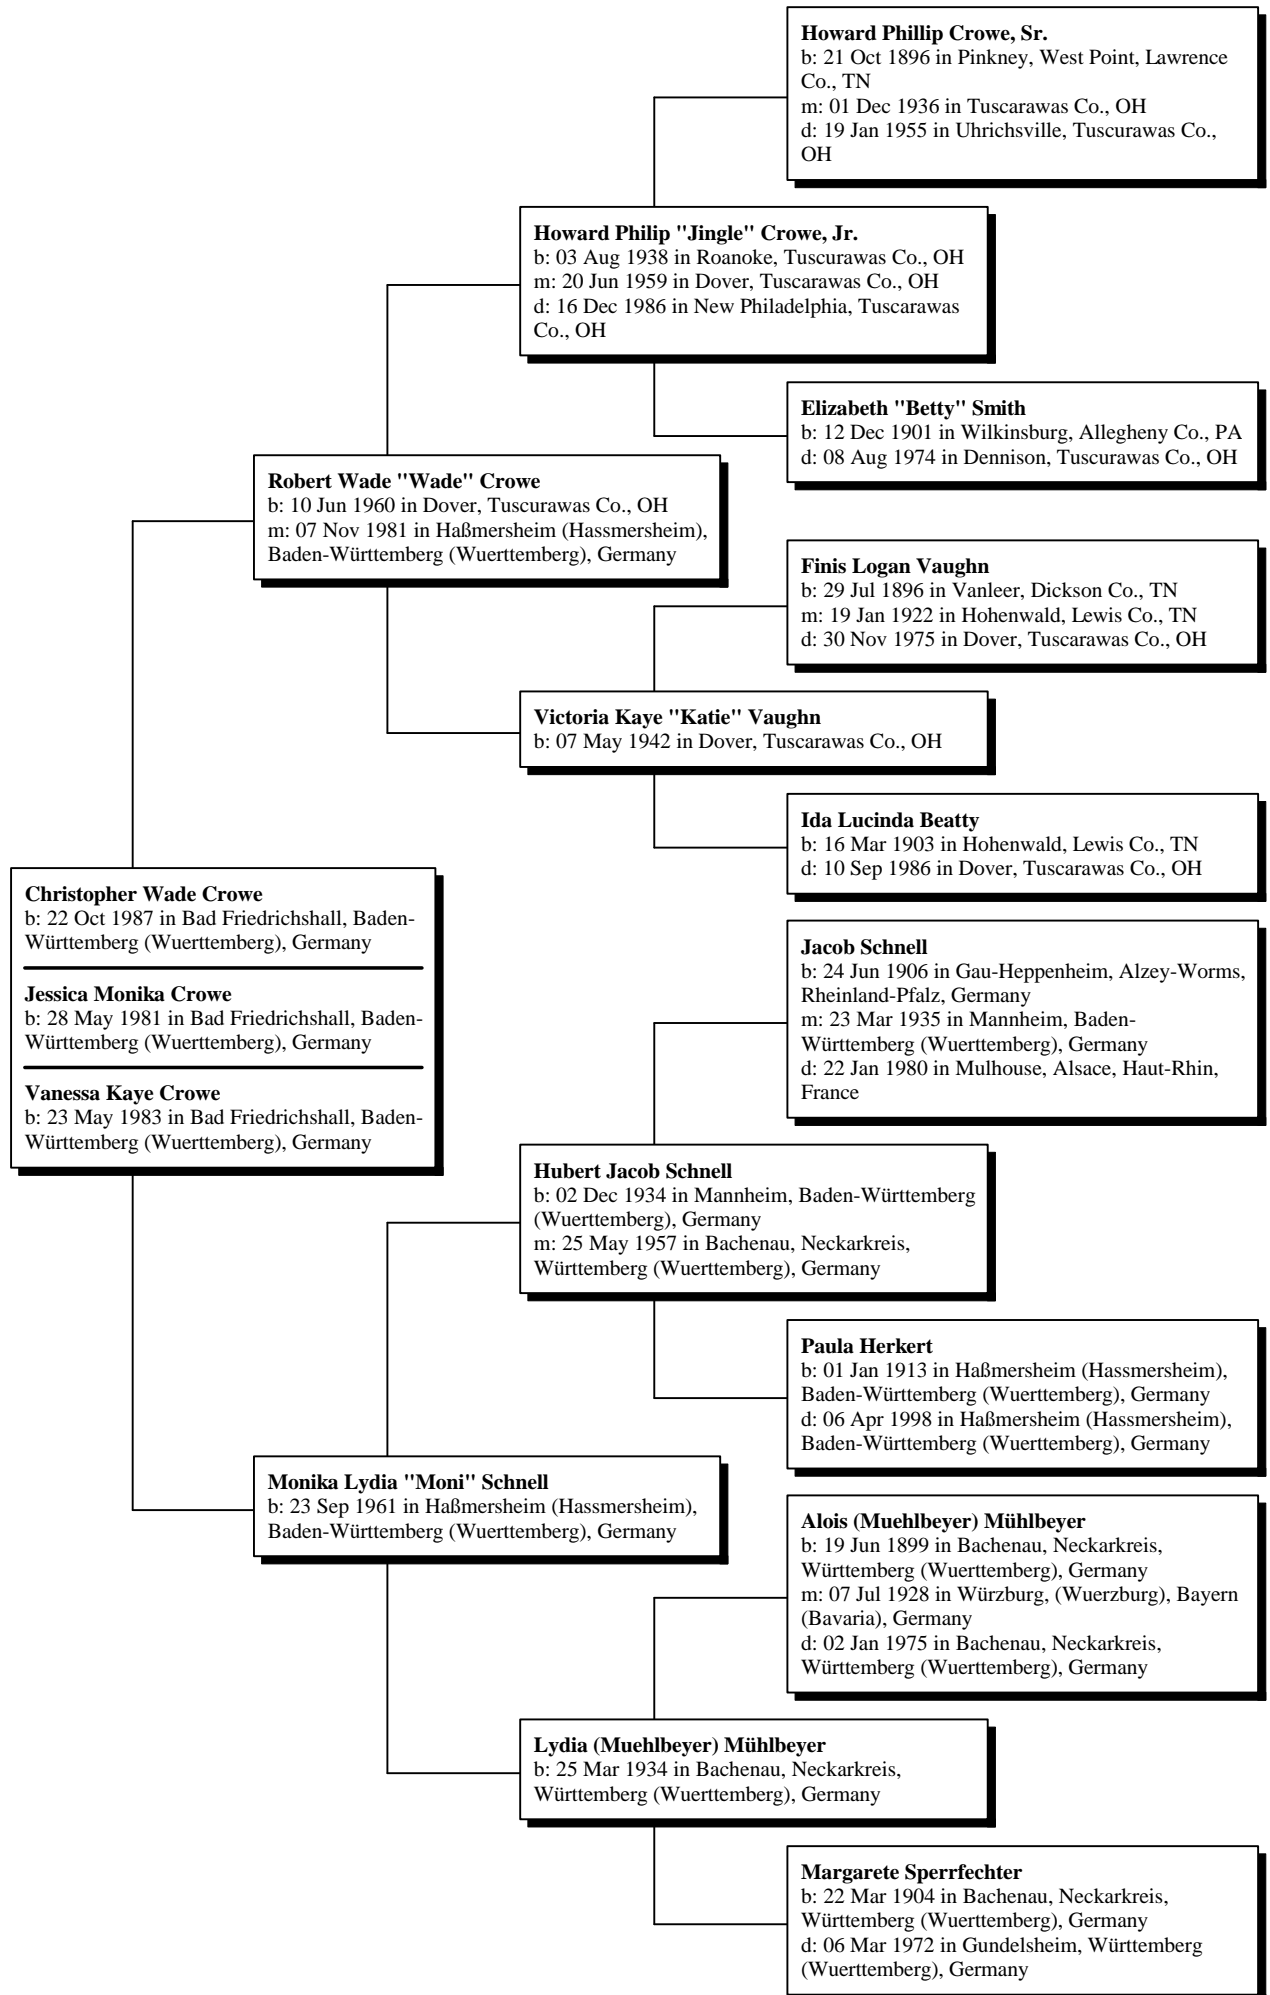 Howard Phillip Crowe, Sr.
b: 21 Oct 1896 in Pinkney, West Point, Lawrence
Co., TN
m: 01 Dec 1936 in Tuscarawas Co., OH
d: 19 Jan 1955 in Uhrichsville, Tuscurawas Co.,
OH
Howard Philip "Jingle" Crowe, Jr.
b: 03 Aug 1938 in Roanoke, Tuscurawas Co., OH
m: 20 Jun 1959 in Dover, Tuscarawas Co., OH
d: 16 Dec 1986 in New Philadelphia, Tuscarawas
Co., OH
Elizabeth "Betty" Smith
b: 12 Dec 1901 in Wilkinsburg, Allegheny Co., PA
d: 08 Aug 1974 in Dennison, Tuscurawas Co., OH
Robert Wade "Wade" Crowe
b: 10 Jun 1960 in Dover, Tuscurawas Co., OH
m: 07 Nov 1981 in Haßmersheim (Hassmersheim),
Baden-Württemberg (Wuerttemberg), Germany
Finis Logan Vaughn
b: 29 Jul 1896 in Vanleer, Dickson Co., TN
m: 19 Jan 1922 in Hohenwald, Lewis Co., TN
d: 30 Nov 1975 in Dover, Tuscarawas Co., OH
Victoria Kaye "Katie" Vaughn
b: 07 May 1942 in Dover, Tuscarawas Co., OH
Ida Lucinda Beatty
b: 16 Mar 1903 in Hohenwald, Lewis Co., TN
d: 10 Sep 1986 in Dover, Tuscarawas Co., OH
Christopher Wade Crowe
b: 22 Oct 1987 in Bad Friedrichshall, Baden-
Württemberg (Wuerttemberg), Germany
Jessica Monika Crowe
b: 28 May 1981 in Bad Friedrichshall, Baden-
Württemberg (Wuerttemberg), Germany
Vanessa Kaye Crowe
b: 23 May 1983 in Bad Friedrichshall, Baden-
Württemberg (Wuerttemberg), Germany
Jacob Schnell
b: 24 Jun 1906 in Gau-Heppenheim, Alzey-Worms,
Rheinland-Pfalz, Germany
m: 23 Mar 1935 in Mannheim, Baden-
Württemberg (Wuerttemberg), Germany
d: 22 Jan 1980 in Mulhouse, Alsace, Haut-Rhin,
France
Hubert Jacob Schnell
b: 02 Dec 1934 in Mannheim, Baden-Württemberg
(Wuerttemberg), Germany
m: 25 May 1957 in Bachenau, Neckarkreis,
Württemberg (Wuerttemberg), Germany
Paula Herkert
b: 01 Jan 1913 in Haßmersheim (Hassmersheim),
Baden-Württemberg (Wuerttemberg), Germany
d: 06 Apr 1998 in Haßmersheim (Hassmersheim),
Baden-Württemberg (Wuerttemberg), Germany
Monika Lydia "Moni" Schnell
b: 23 Sep 1961 in Haßmersheim (Hassmersheim),
Baden-Württemberg (Wuerttemberg), Germany
Alois (Muehlbeyer) Mühlbeyer
b: 19 Jun 1899 in Bachenau, Neckarkreis,
Württemberg (Wuerttemberg), Germany
m: 07 Jul 1928 in Würzburg, (Wuerzburg), Bayern
(Bavaria), Germany
d: 02 Jan 1975 in Bachenau, Neckarkreis,
Württemberg (Wuerttemberg), Germany
Lydia (Muehlbeyer) Mühlbeyer
b: 25 Mar 1934 in Bachenau, Neckarkreis,
Württemberg (Wuerttemberg), Germany
Margarete Sperrfechter
b: 22 Mar 1904 in Bachenau, Neckarkreis,
Württemberg (Wuerttemberg), Germany
d: 06 Mar 1972 in Gundelsheim, Württemberg
(Wuerttemberg), Germany